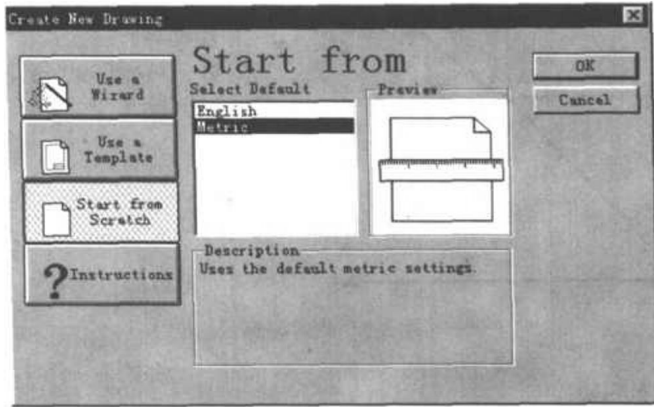 Create New Drawing
Use a
Wizard
Use a
Template
Start from
Scratch
?
Instructions
Start from
Select Default
English
Metric
Preview
Description
Uses the default metric settings.
OK
Cancel